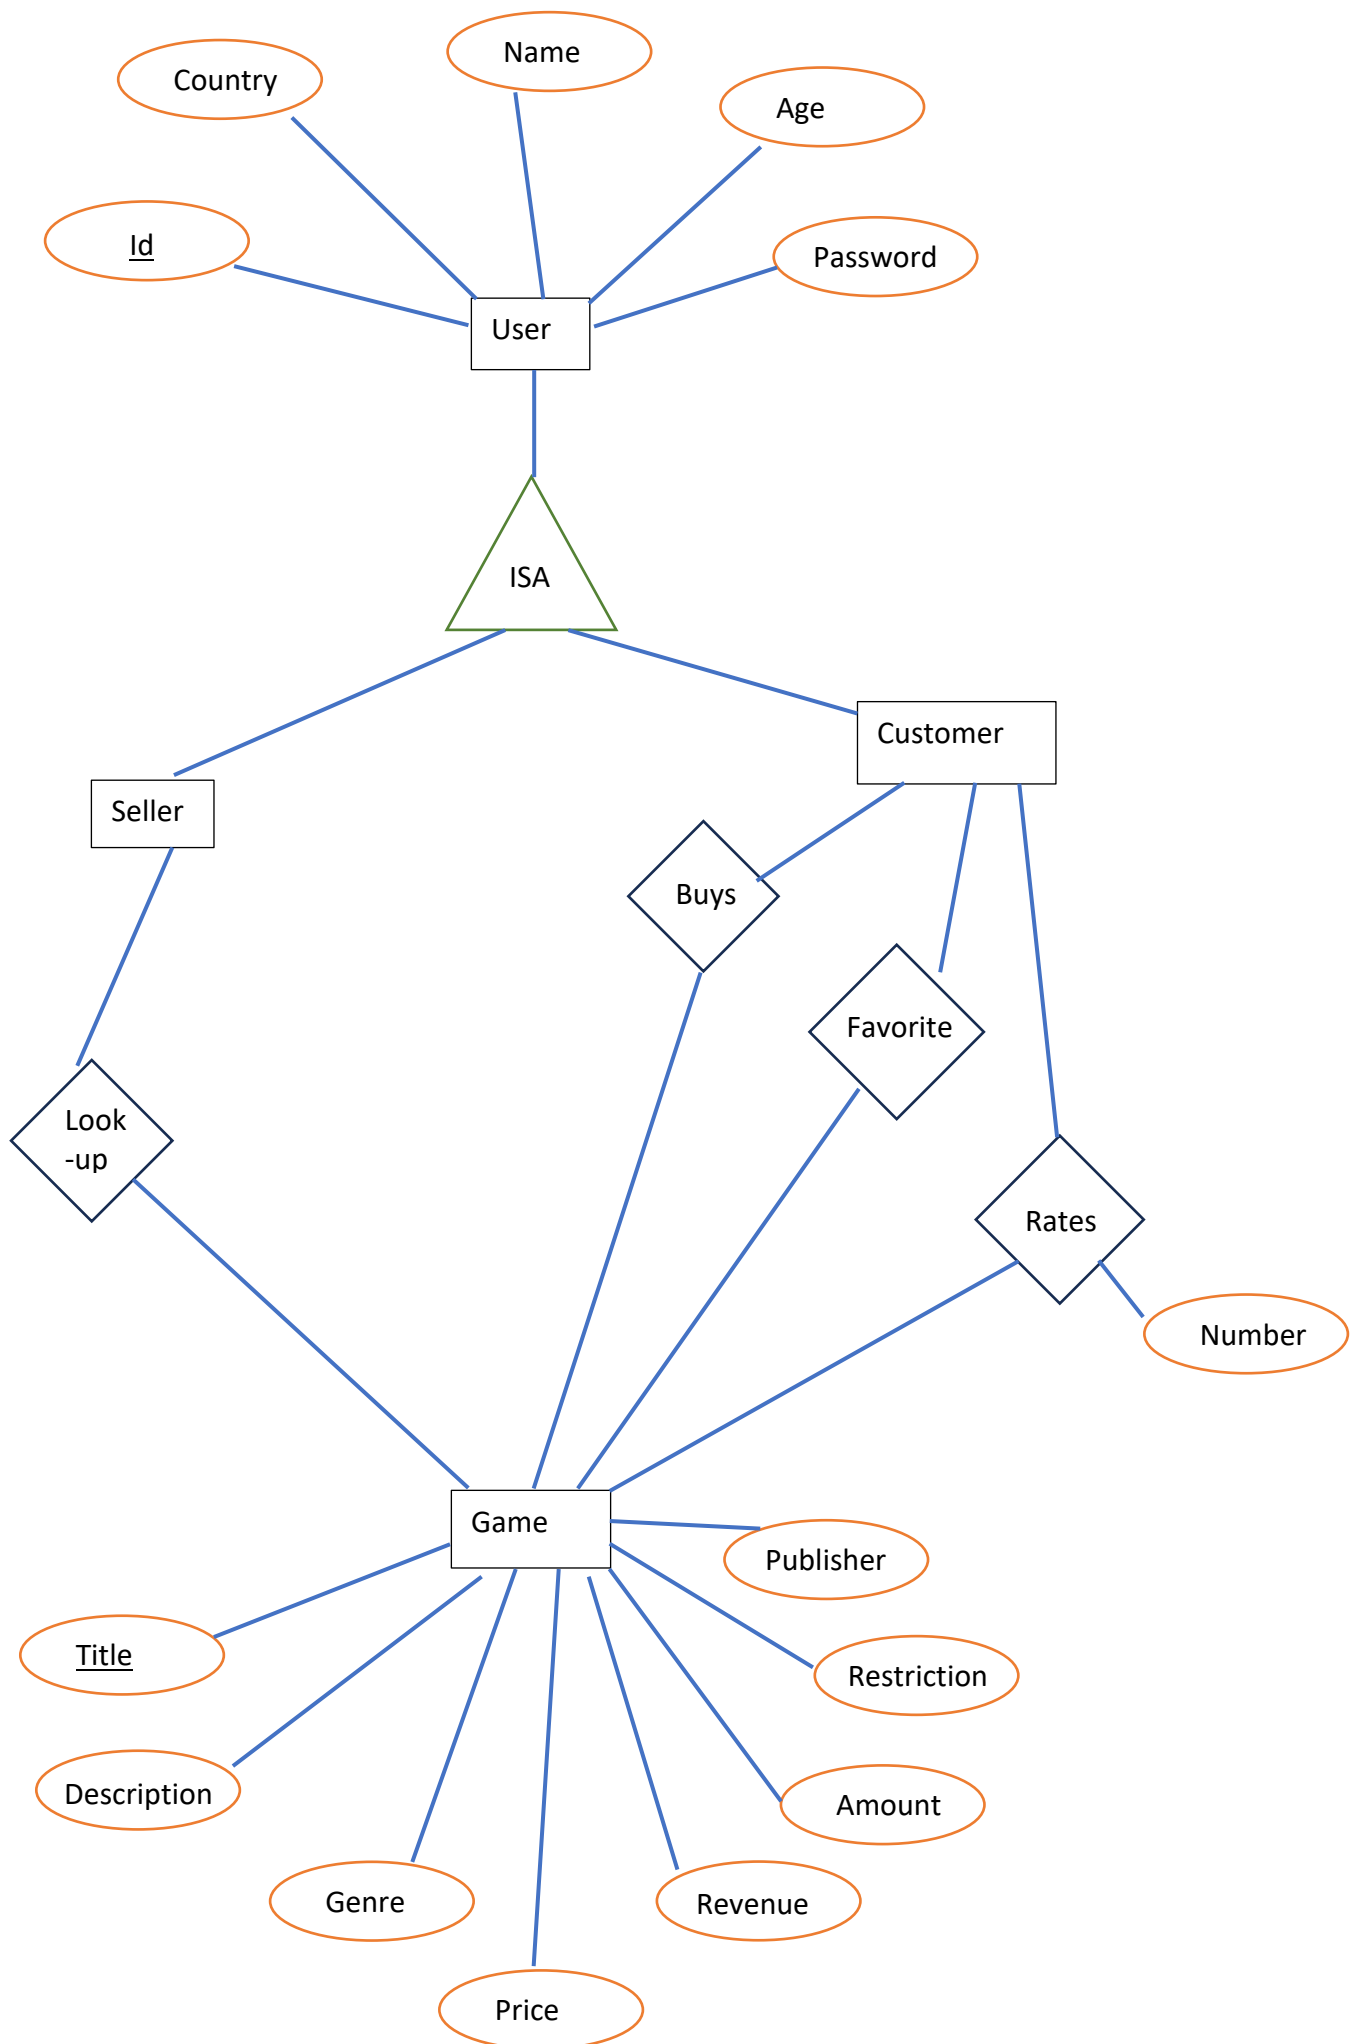 Name
Country
Age
Id
Password
User
ISA
Customer
Seller
Buys
Favorite
Look
-up
Rates
Number
Game
Publisher
Title
Restriction
Description
Amount
Genre
Revenue
Price